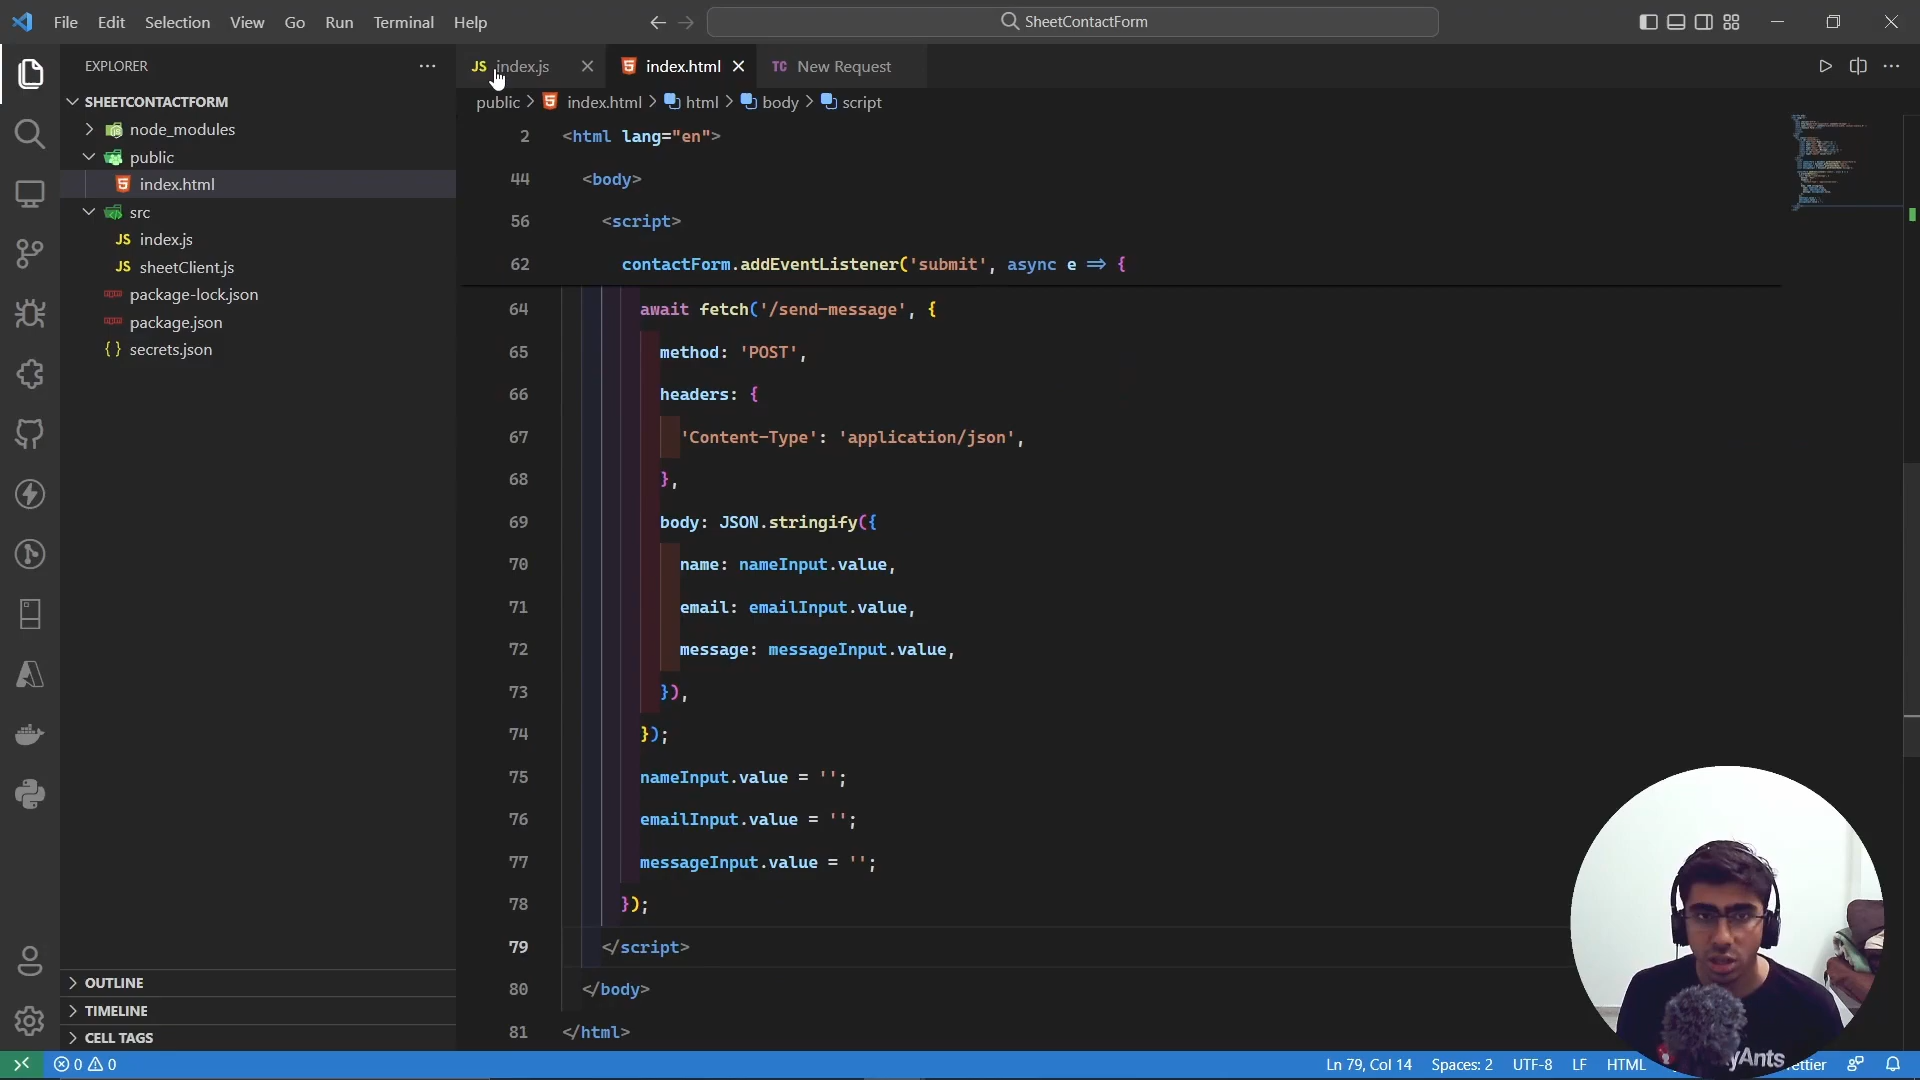 File Edit Selection View Go Run Terminal Help
SheetContactForm
EXPLORER
SHEETCONTACTFORM
node_modules
public
index.html
src
index.js
sheetClient.js
package-lock.json
package.json
{ } secrets.json
OUTLINE
TIMELINE
CELL TAGS
JS index.js
index.html
TC New Request
public > index.html > html > body > script
2 <html lang="en">
44 <body>
56 <script>
62 contactForm.addEventListener('submit', async e => {
64 await fetch('/send-message', {
65 method: 'POST',
66 headers: {
67 'Content-Type': 'application/json',
68 },
69 body: JSON.stringify({
70 name: nameInput.value,
71 email: emailInput.value,
72 message: messageInput.value,
73 }),
74 });
75 nameInput.value = '';
76 emailInput.value = '';
77 messageInput.value = '';
78 });
79 </script>
80 </body>
81 </html>
0 0
Ln 79, Col 14 Spaces: 2 UTF-8 LF HTML